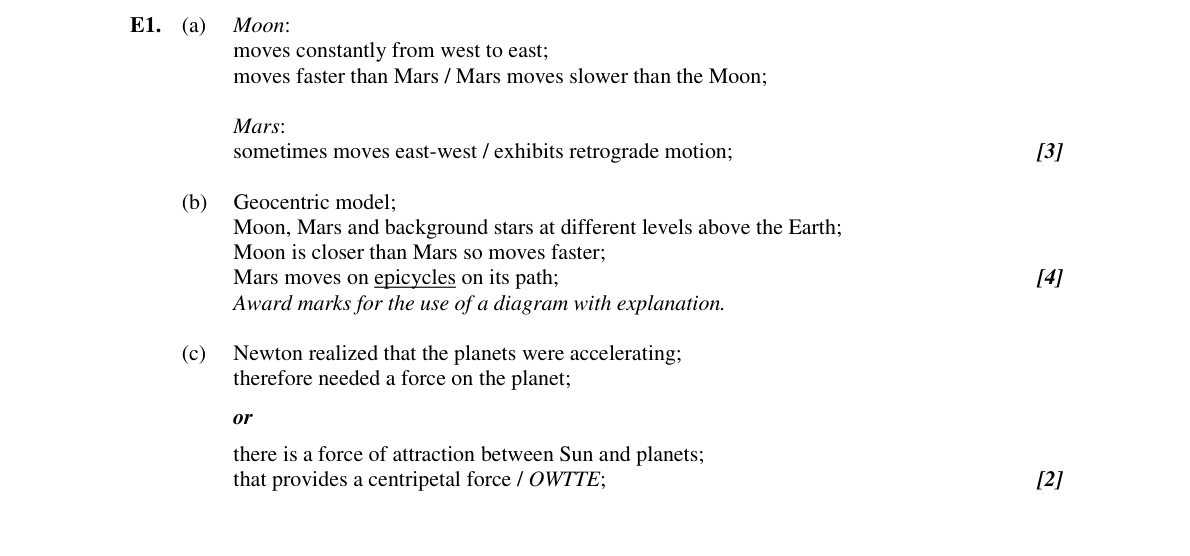 E1. (a) Moon:
moves constantly from west to east;
moves faster than Mars / Mars moves slower than the Moon;
Mars:
sometimes moves east-west / exhibits retrograde motion; [3]
(b) Geocentric model;
Moon, Mars and background stars at different levels above the Earth;
Moon is closer than Mars so moves faster;
Mars moves on epicycles on its path; [4]
Award marks for the use of a diagram with explanation.
(c) Newton realized that the planets were accelerating;
therefore needed a force on the planet;
or
there is a force of attraction between Sun and planets;
that provides a centripetal force / OWTTE; [2]